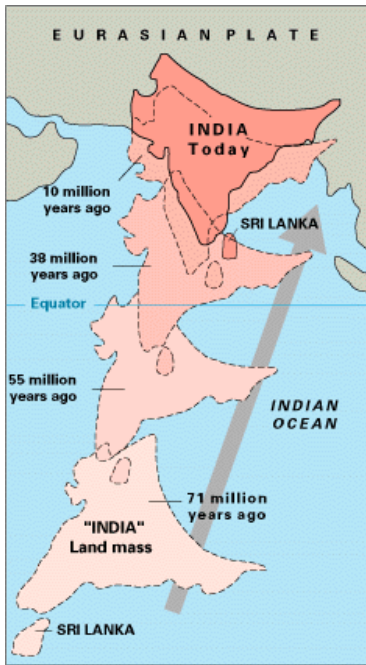 EURASIAN PLATE
INDIA
Today
10 million
years ago
SRI LANKA
38 million
years ago
Equator
55 million
years ago
INDIAN
OCEAN
71 million
years ago
"INDIA"
Land mass
SRI LANKA